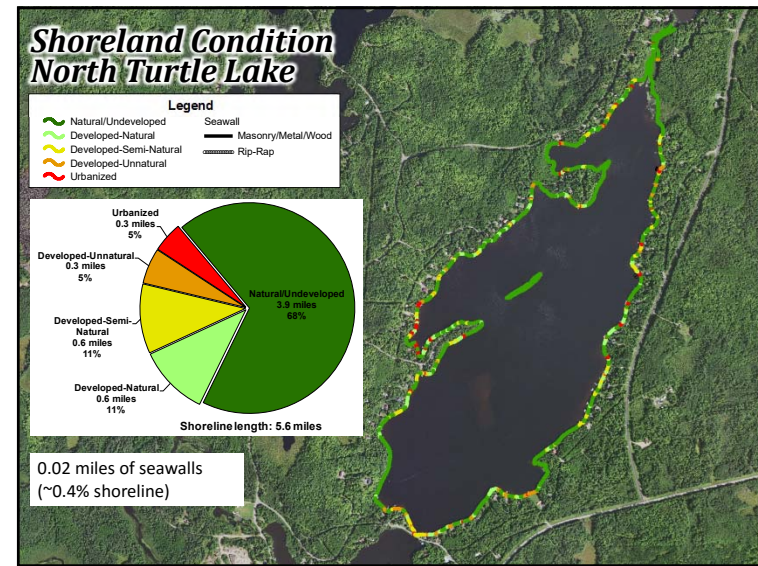 Shoreland Condition
North Turtle Lake
Legend
Natural/Undeveloped
Developed-Natural
Developed-Semi-Natural
Developed-Unnatural
Urbanized
Seawall
Masonry/Metal/Wood
Rip-Rap
Urbanized
0.3 miles
5%
Developed-Unnatural
0.3 miles
5%
Developed-Semi-
Natural
0.6 miles
11%
Developed-Natural
0.6 miles
11%
Natural/Undeveloped
3.9 miles
68%
Shoreline length: 5.6 miles
0.02 miles of seawalls
(~0.4% shoreline)